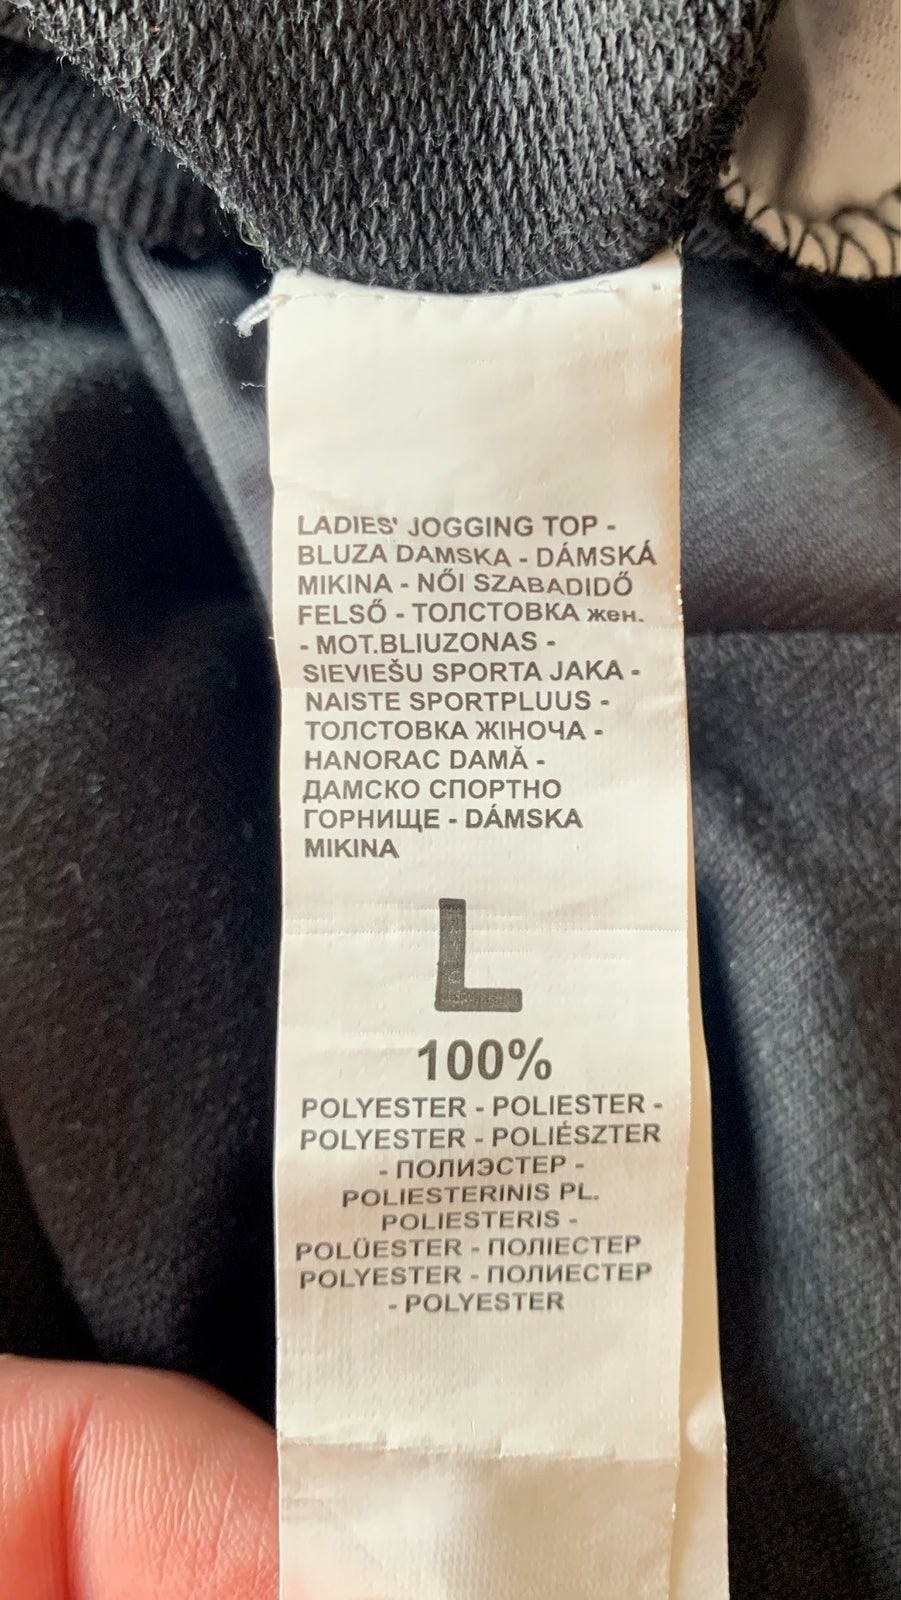 LADIES' JOGGING TOP -
BLUZA DAMSKA - DÁMSKÁ
MIKINA - NŐI SZABADIDŐ
FELSŐ - ТОЛСТОВКА жен.
- MOT.BLIUZONAS -
SIEVIEŠU SPORTA JAKA -
NAISTE SPORTPLUUS -
ТОЛСТОВКА ЖІНОЧА -
HANORAC DAMĂ -
ДАМСКО СПОРТНО
ГОРНИЩЕ - DÁMSKA
MIKINA
L
100%
POLYESTER - POLIESTER -
POLYESTER - POLIÉSZTER
- ПОЛИЭСТЕР -
POLIESTERINIS PL.
POLIESTERIS -
POLÜESTER - ПОЛІЕСТЕР
POLYESTER - ПОЛИЕСТЕР
- POLYESTER